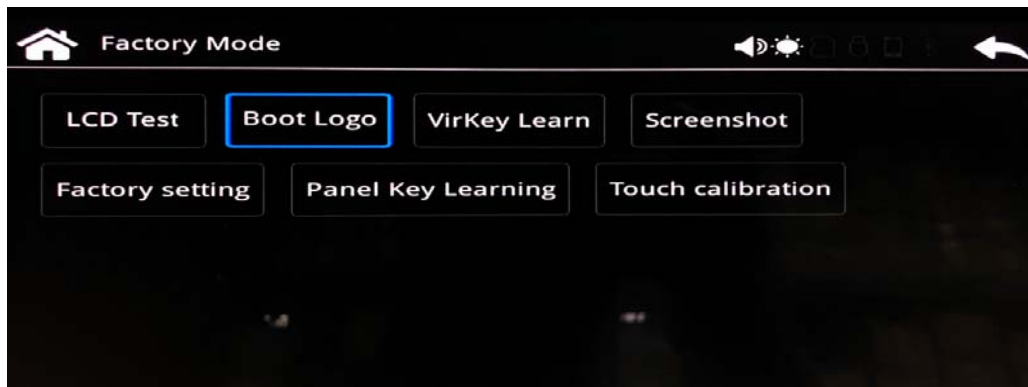 Factory Mode
LCD Test Boot Logo VirKey Learn Screenshot
Factory setting Panel Key Learning Touch calibration